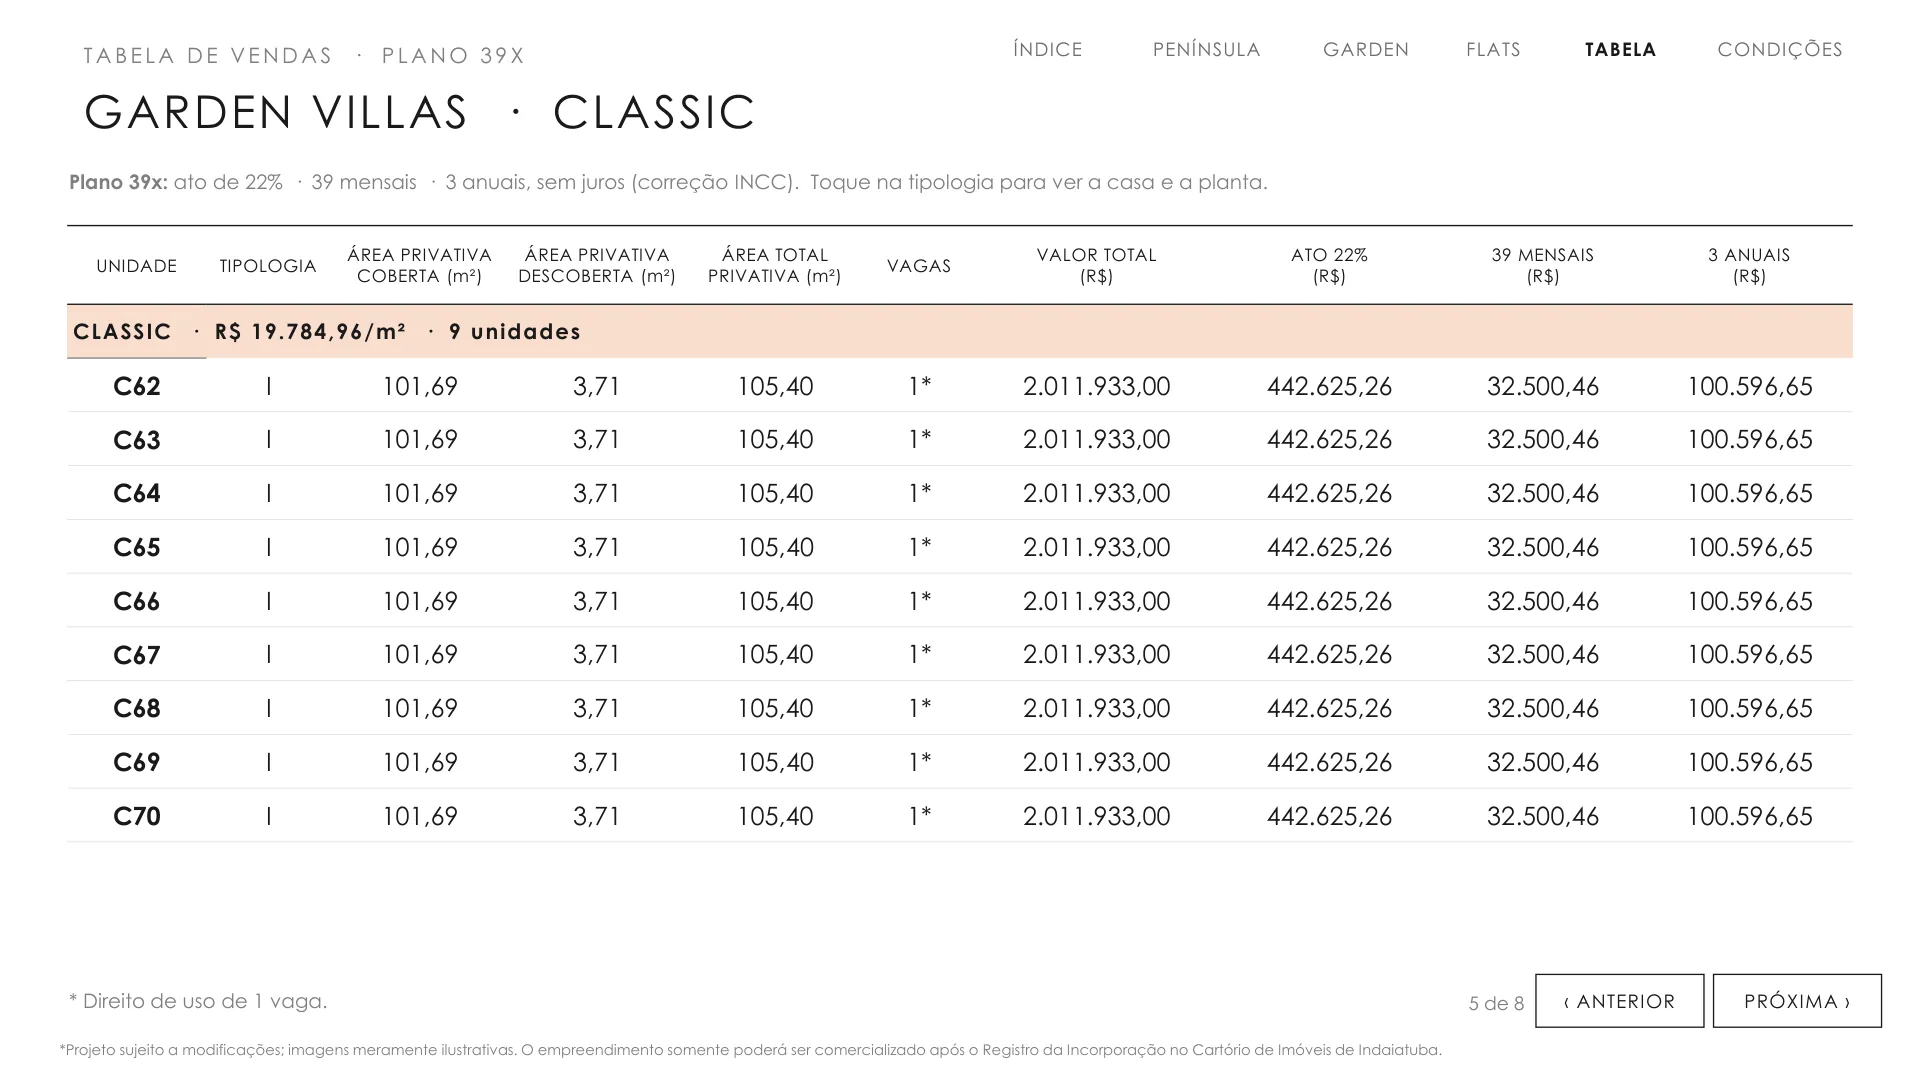 TABELA DE VENDAS · PLANO 39X
ÍNDICE PENÍNSULA GARDEN FLATS TABELA CONDIÇÕES
GARDEN VILLAS · CLASSIC
Plano 39x: ato de 22% · 39 mensais · 3 anuais, sem juros (correção INCC). Toque na tipologia para ver a casa e a planta.
UNIDADE TIPOLOGIA ÁREA PRIVATIVA COBERTA (m²) ÁREA PRIVATIVA DESCOBERTA (m²) ÁREA TOTAL PRIVATIVA (m²) VAGAS VALOR TOTAL (R$) ATO 22% (R$) 39 MENSAIS (R$) 3 ANUAIS (R$)
CLASSIC · R$ 19.784,96/m² · 9 unidades
C62 I 101,69 3,71 105,40 1* 2.011.933,00 442.625,26 32.500,46 100.596,65
C63 I 101,69 3,71 105,40 1* 2.011.933,00 442.625,26 32.500,46 100.596,65
C64 I 101,69 3,71 105,40 1* 2.011.933,00 442.625,26 32.500,46 100.596,65
C65 I 101,69 3,71 105,40 1* 2.011.933,00 442.625,26 32.500,46 100.596,65
C66 I 101,69 3,71 105,40 1* 2.011.933,00 442.625,26 32.500,46 100.596,65
C67 I 101,69 3,71 105,40 1* 2.011.933,00 442.625,26 32.500,46 100.596,65
C68 I 101,69 3,71 105,40 1* 2.011.933,00 442.625,26 32.500,46 100.596,65
C69 I 101,69 3,71 105,40 1* 2.011.933,00 442.625,26 32.500,46 100.596,65
C70 I 101,69 3,71 105,40 1* 2.011.933,00 442.625,26 32.500,46 100.596,65
* Direito de uso de 1 vaga.
5 de 8 ‹ ANTERIOR PRÓXIMA ›
*Projeto sujeito a modificações; imagens meramente ilustrativas. O empreendimento somente poderá ser comercializado após o Registro da Incorporação no Cartório de Imóveis de Indaiatuba.